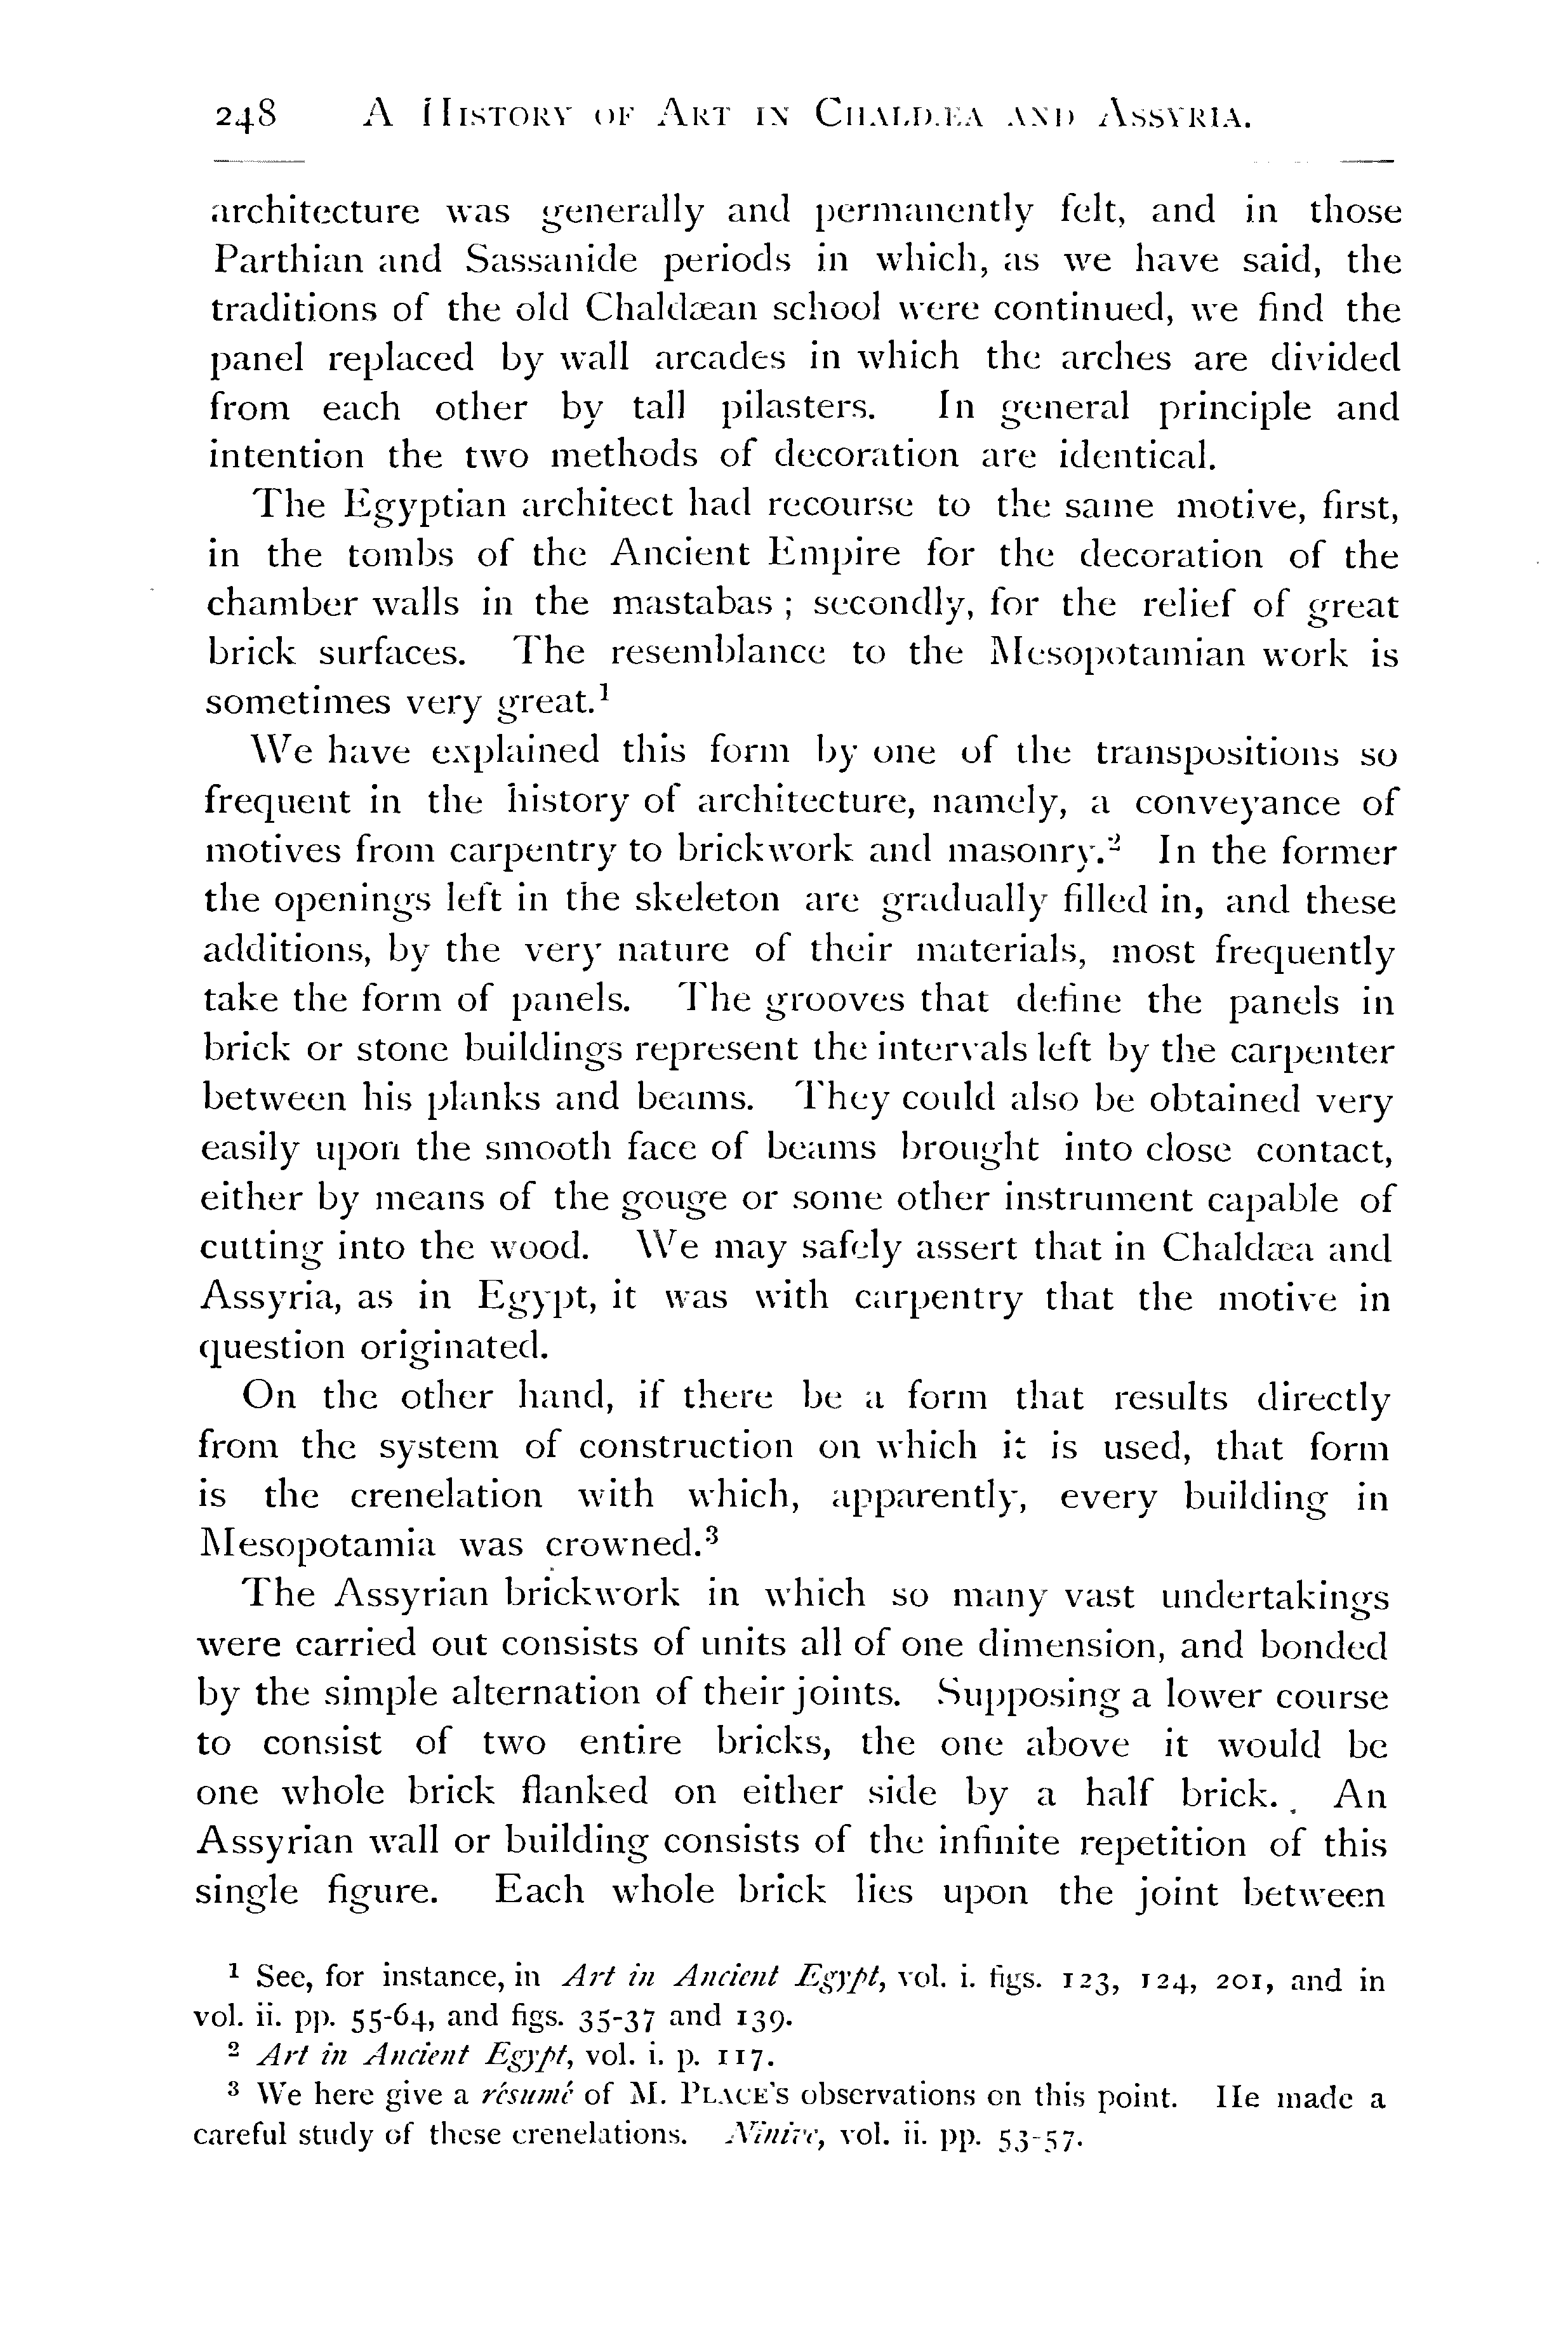 248 A History of Art in Chaldæa and Assyria.
architecture was generally and permanently felt, and in those
Parthian and Sassanide periods in which, as we have said, the
traditions of the old Chaldæan school were continued, we find the
panel replaced by wall arcades in which the arches are divided
from each other by tall pilasters. In general principle and
intention the two methods of decoration are identical.
The Egyptian architect had recourse to the same motive, first,
in the tombs of the Ancient Empire for the decoration of the
chamber walls in the mastabas ; secondly, for the relief of great
brick surfaces. The resemblance to the Mesopotamian work is
sometimes very great.¹
We have explained this form by one of the transpositions so
frequent in the history of architecture, namely, a conveyance of
motives from carpentry to brickwork and masonry.² In the former
the openings left in the skeleton are gradually filled in, and these
additions, by the very nature of their materials, most frequently
take the form of panels. The grooves that define the panels in
brick or stone buildings represent the intervals left by the carpenter
between his planks and beams. They could also be obtained very
easily upon the smooth face of beams brought into close contact,
either by means of the gouge or some other instrument capable of
cutting into the wood. We may safely assert that in Chaldæa and
Assyria, as in Egypt, it was with carpentry that the motive in
question originated.
On the other hand, if there be a form that results directly
from the system of construction on which it is used, that form
is the crenelation with which, apparently, every building in
Mesopotamia was crowned.³
The Assyrian brickwork in which so many vast undertakings
were carried out consists of units all of one dimension, and bonded
by the simple alternation of their joints. Supposing a lower course
to consist of two entire bricks, the one above it would be
one whole brick flanked on either side by a half brick. An
Assyrian wall or building consists of the infinite repetition of this
single figure. Each whole brick lies upon the joint between
¹ See, for instance, in Art in Ancient Egypt, vol. i. figs. 123, 124, 201, and in
vol. ii. pp. 55-64, and figs. 35-37 and 139.
² Art in Ancient Egypt, vol. i. p. 117.
³ We here give a résumé of M. Place's observations on this point. He made a
careful study of these crenelations. Ninive, vol. ii. pp. 53-57.